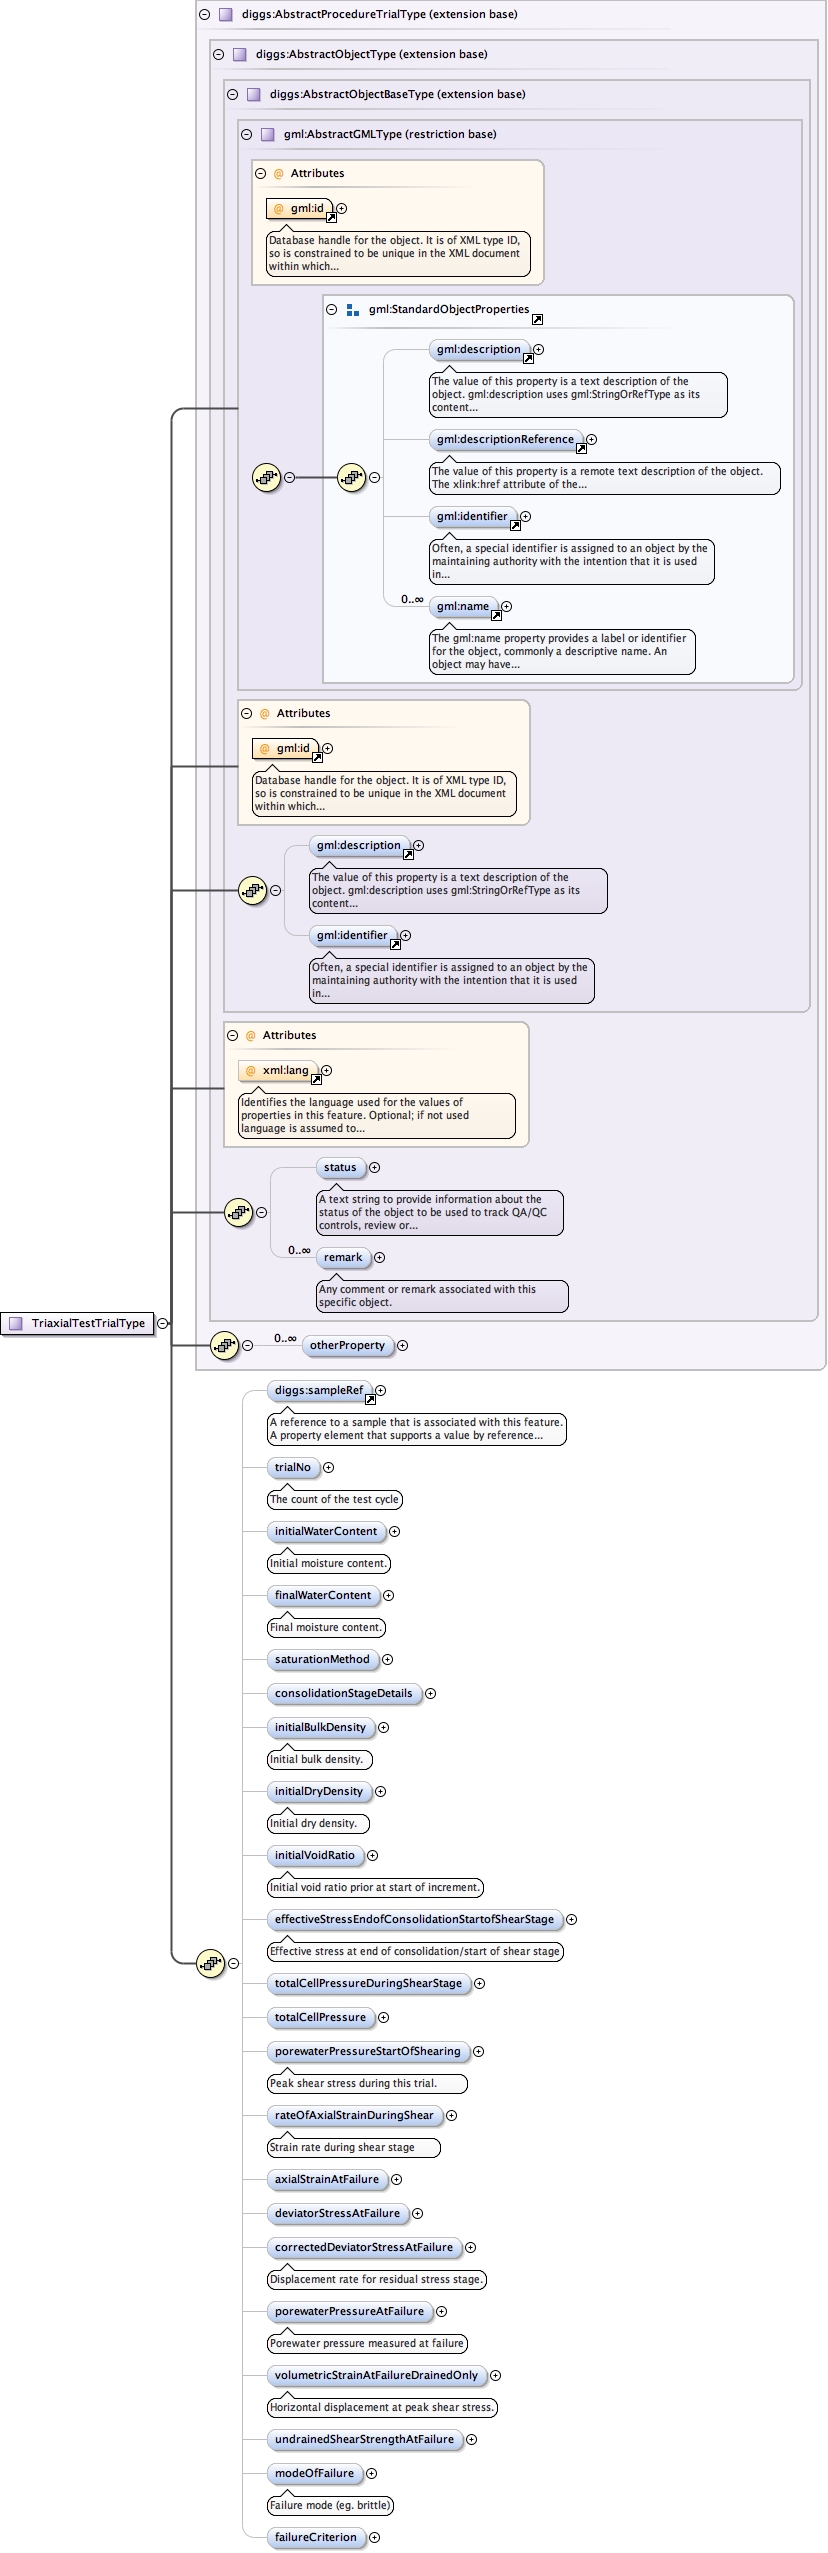 diggs:AbstractProcedureTrialType (extension base)
diggs:AbstractObjectType (extension base)
diggs:AbstractObjectBaseType (extension base)
gml:AbstractGMLType (restriction base)
@ Attributes
@ gml:id
Database handle for the object. It is of XML type ID,
so is constrained to be unique in the XML document
within which...
gml:StandardObjectProperties
gml:description
The value of this property is a text description of the
object. gml:description uses gml:StringOrRefType as its
content...
gml:descriptionReference
The value of this property is a remote text description of the object.
The xlink:href attribute of the...
gml:identifier
Often, a special identifier is assigned to an object by the
maintaining authority with the intention that it is used
in...
0..∞
gml:name
The gml:name property provides a label or identifier
for the object, commonly a descriptive name. An
object may have...
@ Attributes
@ gml:id
Database handle for the object. It is of XML type ID,
so is constrained to be unique in the XML document
within which...
gml:description
The value of this property is a text description of the
object. gml:description uses gml:StringOrRefType as its
content...
gml:identifier
Often, a special identifier is assigned to an object by the
maintaining authority with the intention that it is used
in...
@ Attributes
@ xml:lang
Identifies the language used for the values of
properties in this feature. Optional; if not used
language is assumed to...
status
A text string to provide information about the
status of the object to be used to track QA/QC
controls, review or...
0..∞
remark
Any comment or remark associated with this
specific object.
TriaxialTestTrialType
0..∞
otherProperty
diggs:sampleRef
A reference to a sample that is associated with this feature.
A property element that supports a value by reference...
trialNo
The count of the test cycle
initialWaterContent
Initial moisture content.
finalWaterContent
Final moisture content.
saturationMethod
consolidationStageDetails
initialBulkDensity
Initial bulk density.
initialDryDensity
Initial dry density.
initialVoidRatio
Initial void ratio prior at start of increment.
effectiveStressEndofConsolidationStartofShearStage
Effective stress at end of consolidation/start of shear stage
totalCellPressureDuringShearStage
totalCellPressure
porewaterPressureStartOfShearing
Peak shear stress during this trial.
rateOfAxialStrainDuringShear
Strain rate during shear stage
axialStrainAtFailure
deviatorStressAtFailure
correctedDeviatorStressAtFailure
Displacement rate for residual stress stage.
porewaterPressureAtFailure
Porewater pressure measured at failure
volumetricStrainAtFailureDrainedOnly
Horizontal displacement at peak shear stress.
undrainedShearStrengthAtFailure
modeOfFailure
Failure mode (eg. brittle)
failureCriterion